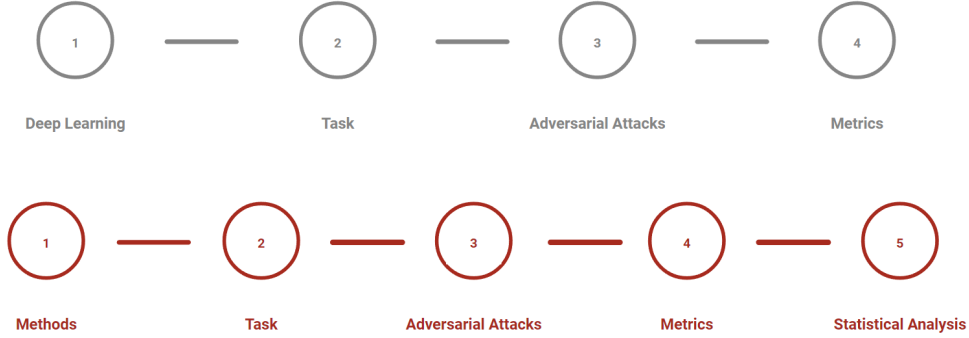 1 2 3 4
Deep Learning Task Adversarial Attacks Metrics
1 2 3 4 5
Methods Task Adversarial Attacks Metrics Statistical Analysis